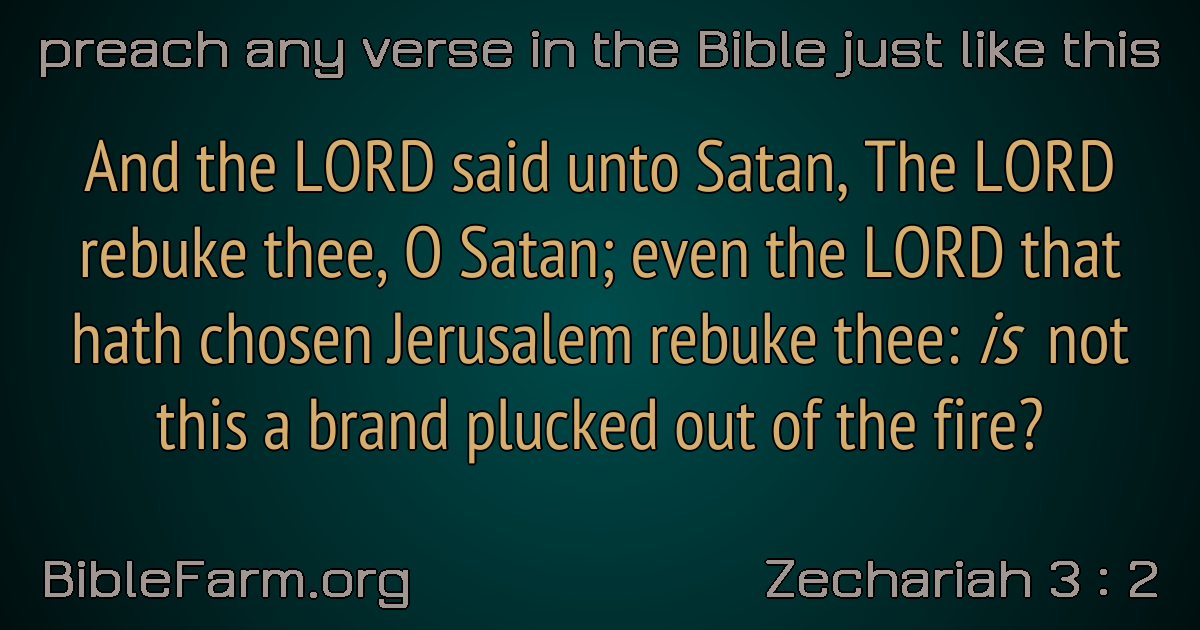 preach any verse in the Bible just like this
And the LORD said unto Satan, The LORD
rebuke thee, O Satan; even the LORD that
hath chosen Jerusalem rebuke thee: is not
this a brand plucked out of the fire?
BibleFarm.org
Zechariah 3 : 2